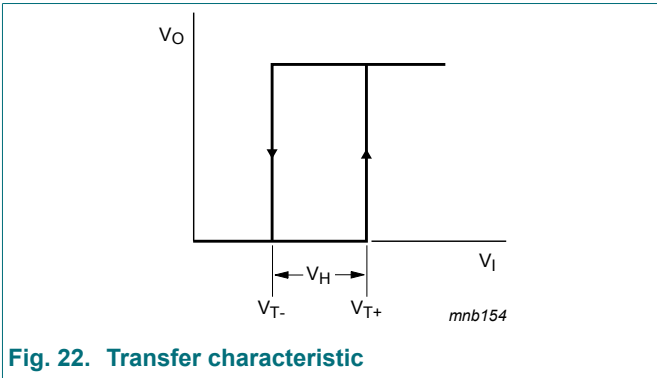 VO
VI
VH
VT-
VT+
mnb154
Fig. 22. Transfer characteristic